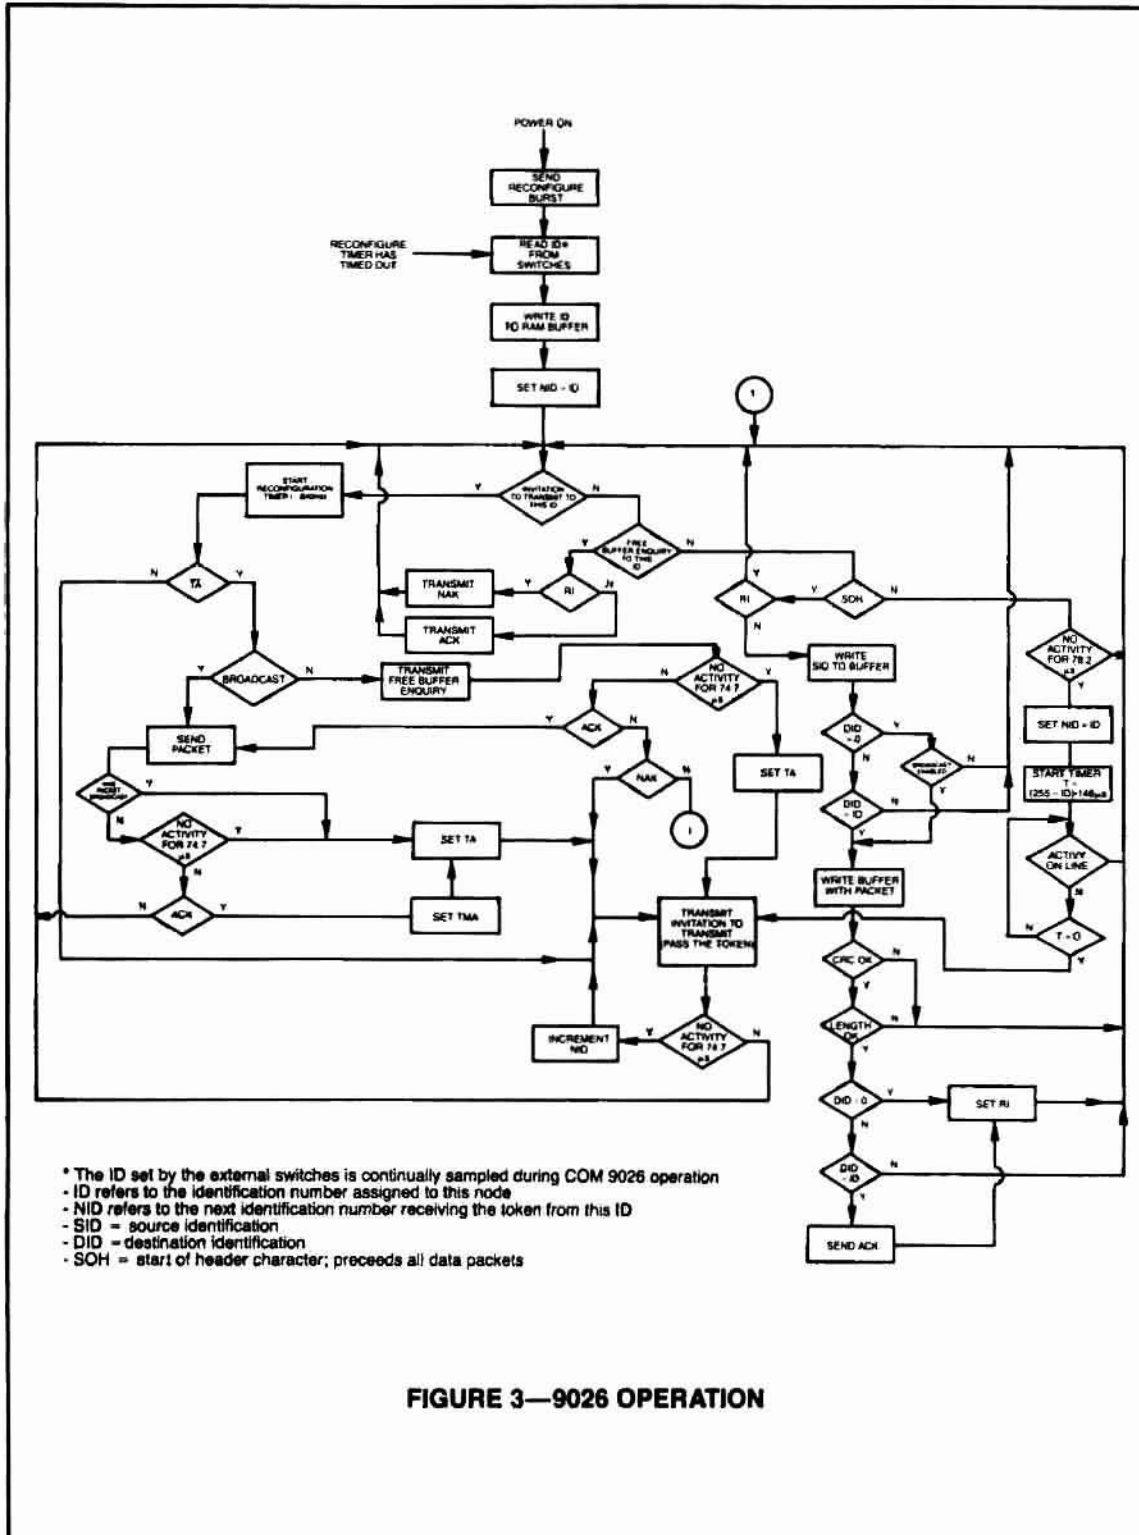 POWER ON
SEND
RECONFIGURE
BURST
RECONFIGURE
TIMER HAS
TIMED OUT
READ ID*
FROM
SWITCHES
WRITE ID
TO RAM BUFFER
SET NID = ID
1
START
RECONFIGURATION
TIMER
Y
INVITATION
TO TRANSMIT TO
THIS ID
N
Y
FREE
BUFFER ENQUIRY
TO THIS
ID
N
N
TA
Y
TRANSMIT
NAK
Y
RI
N
TRANSMIT
ACK
Y
RI
N
Y
SOH
N
NO
ACTIVITY
FOR 78.2
μs
Y
WRITE
SID TO BUFFER
Y
BROADCAST
N
TRANSMIT
FREE BUFFER
ENQUIRY
N
NO
ACTIVITY
FOR 74.7
μs
Y
SET NID = ID
SEND
PACKET
Y
ACK
N
DID
= 0
Y
N
BROADCAST
ENABLED
N
Y
START TIMER
T =
(255 - ID)*146μs
Y
NAK
N
SET TA
WAS
PACKET
BROADCAST
Y
N
1
DID
= ID
N
Y
NO
ACTIVITY
FOR 74.7
μs
Y
N
SET TA
ACTIVY
ON LINE
N
WRITE BUFFER
WITH PACKET
N
ACK
Y
SET TMA
TRANSMIT
INVITATION TO
TRANSMIT
(PASS THE TOKEN)
N
T = 0
Y
CRC OK
N
Y
INCREMENT
NID
Y
NO
ACTIVITY
FOR 74.7
μs
N
LENGTH
OK
N
Y
DID = 0
Y
N
SET RI
DID
= ID
N
Y
SEND ACK
* The ID set by the external switches is continually sampled during COM 9026 operation
- ID refers to the identification number assigned to this node
- NID refers to the next identification number receiving the token from this ID
- SID = source identification
- DID = destination identification
- SOH = start of header character; preceeds all data packets
FIGURE 3—9026 OPERATION